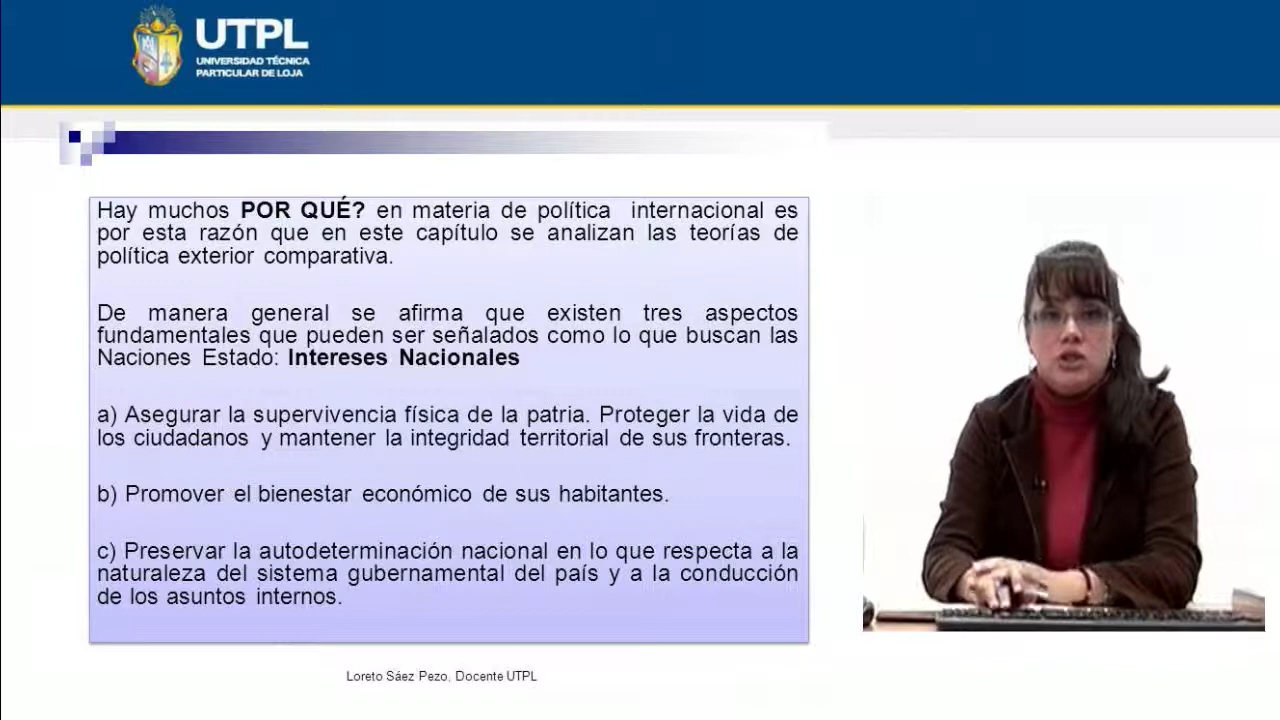 UTPL
UNIVERSIDAD TÉCNICA
PARTICULAR DE LOJA
Hay muchos POR QUÉ? en materia de política internacional es
por esta razón que en este capítulo se analizan las teorías de
política exterior comparativa.
De manera general se afirma que existen tres aspectos
fundamentales que pueden ser señalados como lo que buscan las
Naciones Estado: Intereses Nacionales
a) Asegurar la supervivencia física de la patria. Proteger la vida de
los ciudadanos y mantener la integridad territorial de sus fronteras.
b) Promover el bienestar económico de sus habitantes.
c) Preservar la autodeterminación nacional en lo que respecta a la
naturaleza del sistema gubernamental del país y a la conducción
de los asuntos internos.
Loreto Sáez Pezo, Docente UTPL